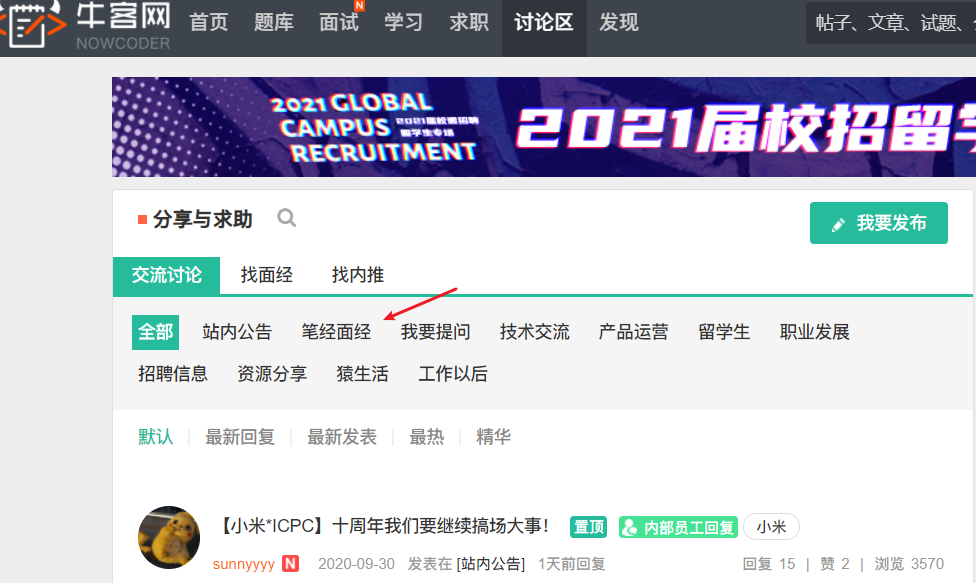 牛客网
NOWCODER
首页 题库 面试 N 学习 求职 讨论区 发现
帖子、文章、试题、
2021 GLOBAL
CAMPUS
RECRUITMENT
2021届校园招聘
留学生专场
2021届校招留学
分享与求助
我要发布
交流讨论 找面经 找内推
全部 站内公告 笔经面经 我要提问 技术交流 产品运营 留学生 职业发展
招聘信息 资源分享 猿生活 工作以后
默认 | 最新回复 | 最新发表 | 最热 | 精华
【小米*ICPC】十周年我们要继续搞场大事! 置顶 内部员工回复 小米
sunnyyyy N 2020-09-30 发表在 [站内公告] 1天前回复 回复 15 | 赞 2 | 浏览 3570